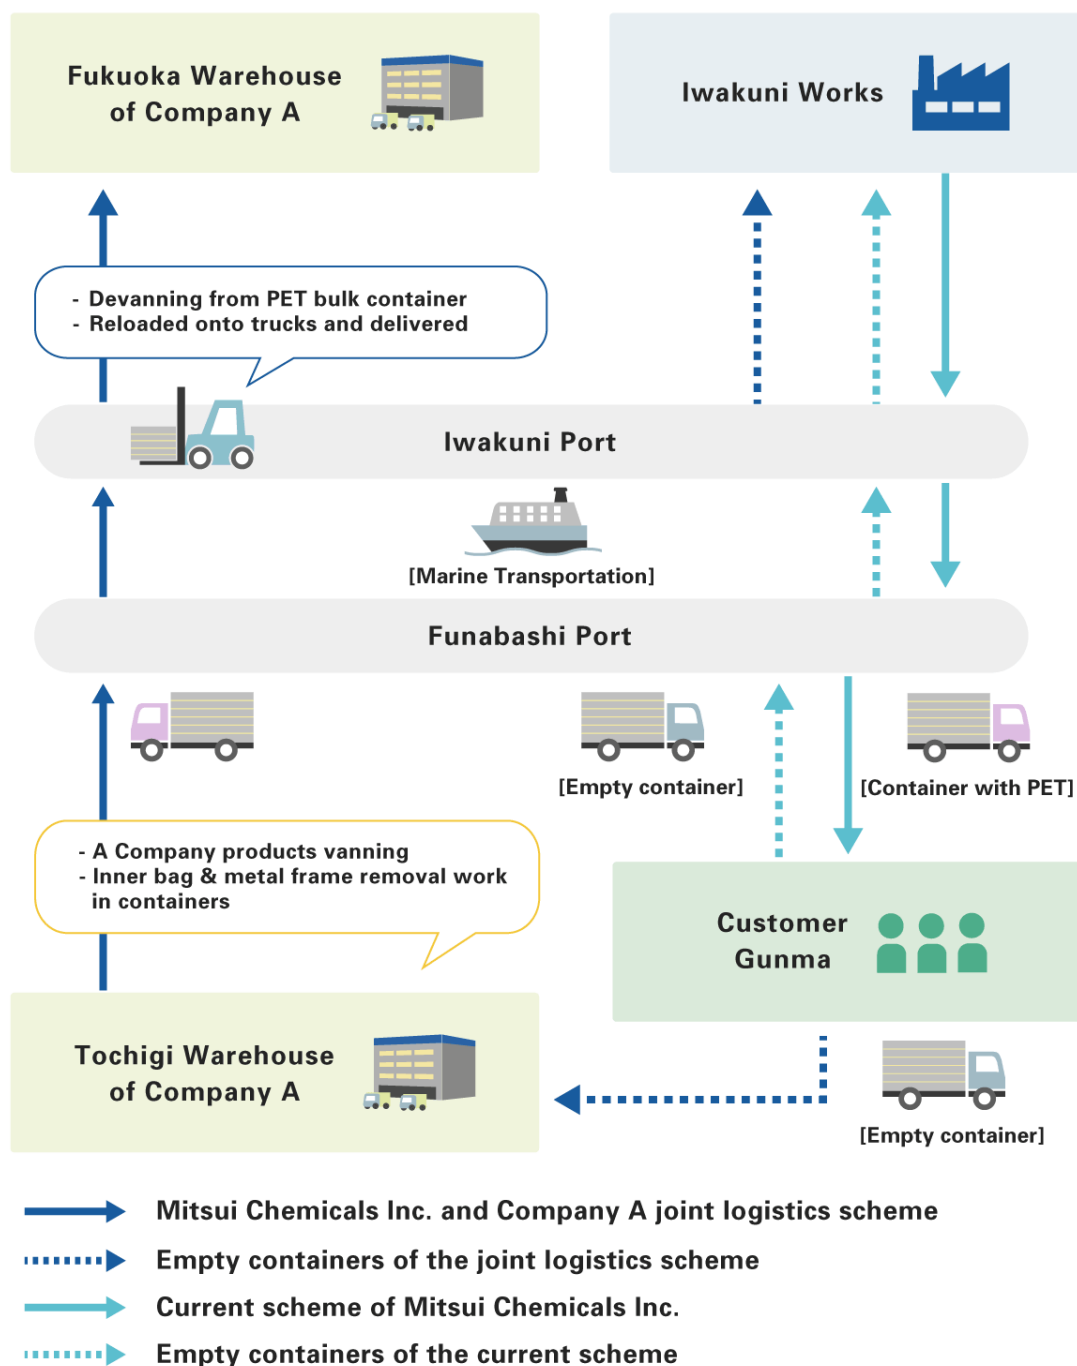 Fukuoka Warehouse
of Company A
Iwakuni Works
- Devanning from PET bulk container
- Reloaded onto trucks and delivered
Iwakuni Port
[Marine Transportation]
Funabashi Port
[Empty container]
[Container with PET]
- A Company products vanning
- Inner bag & metal frame removal work
in containers
Customer
Gunma
Tochigi Warehouse
of Company A
[Empty container]
Mitsui Chemicals Inc. and Company A joint logistics scheme
Empty containers of the joint logistics scheme
Current scheme of Mitsui Chemicals Inc.
Empty containers of the current scheme